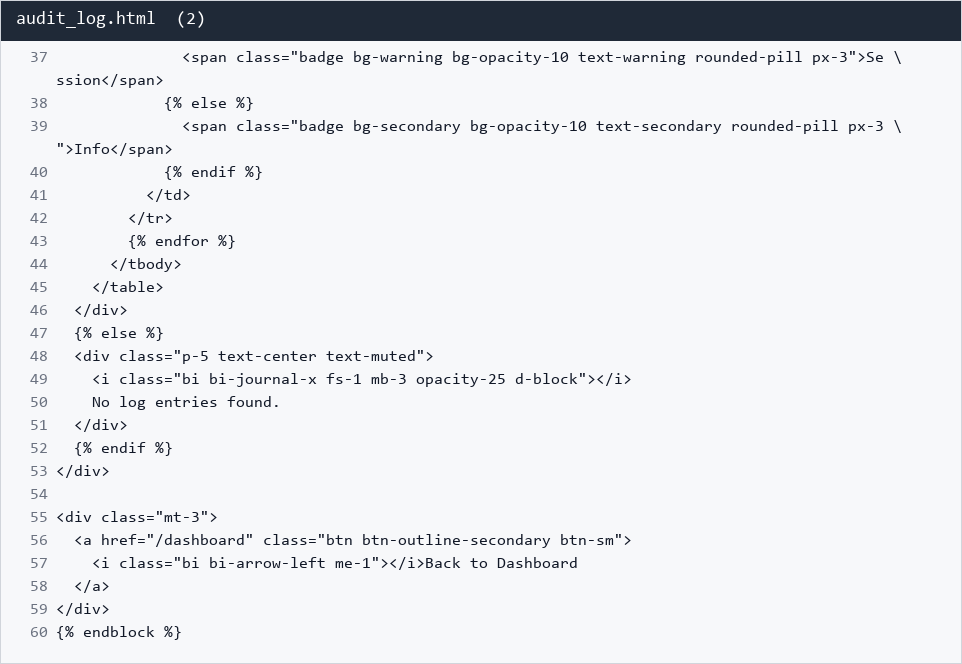 audit_log.html  (2)
37               <span class="badge bg-warning bg-opacity-10 text-warning rounded-pill px-3">Se \
ssion</span>
38             {% else %}
39               <span class="badge bg-secondary bg-opacity-10 text-secondary rounded-pill px-3 \
">Info</span>
40             {% endif %}
41           </td>
42         </tr>
43         {% endfor %}
44       </tbody>
45     </table>
46   </div>
47   {% else %}
48   <div class="p-5 text-center text-muted">
49     <i class="bi bi-journal-x fs-1 mb-3 opacity-25 d-block"></i>
50     No log entries found.
51   </div>
52   {% endif %}
53 </div>
54
55 <div class="mt-3">
56   <a href="/dashboard" class="btn btn-outline-secondary btn-sm">
57     <i class="bi bi-arrow-left me-1"></i>Back to Dashboard
58   </a>
59 </div>
60 {% endblock %}